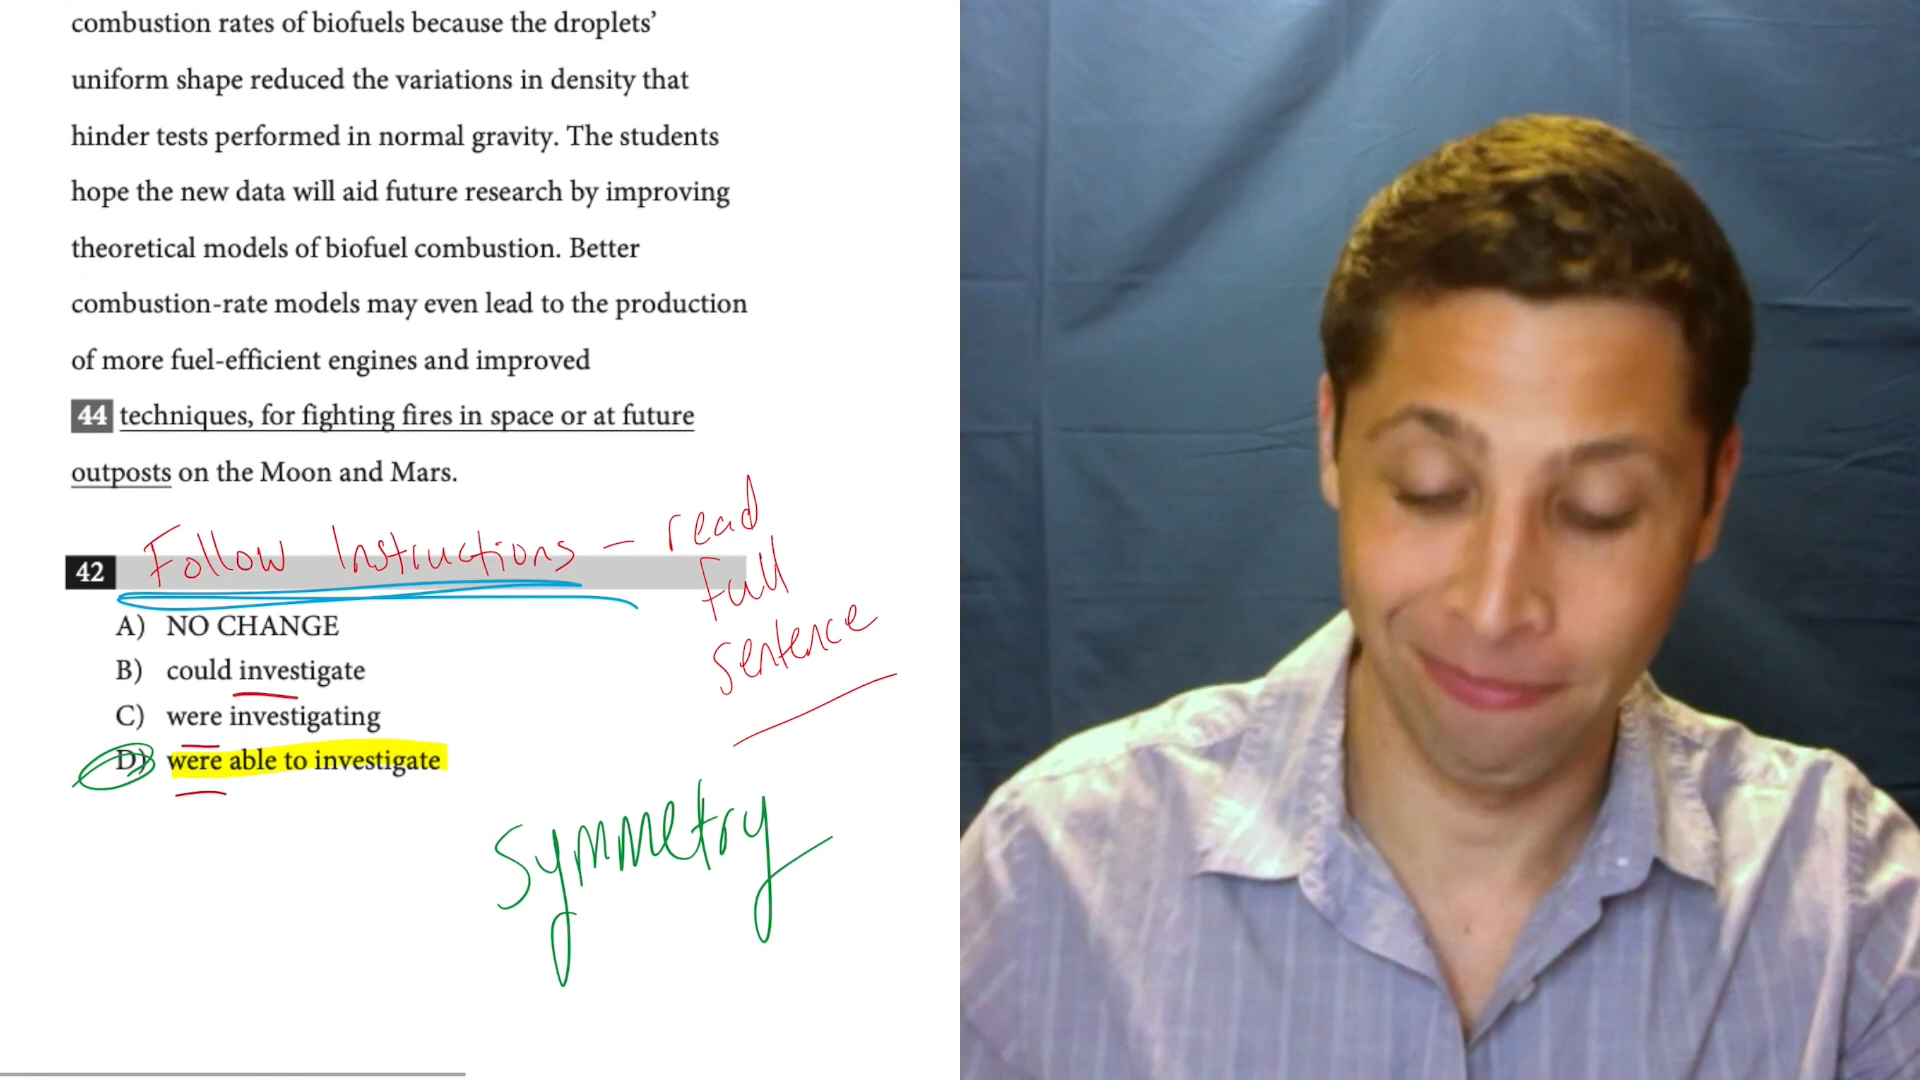 combustion rates of biofuels because the droplets’
uniform shape reduced the variations in density that
hinder tests performed in normal gravity. The students
hope the new data will aid future research by improving
theoretical models of biofuel combustion. Better
combustion-rate models may even lead to the production
of more fuel-efficient engines and improved
44 techniques, for fighting fires in space or at future
outposts on the Moon and Mars.
42 Follow Instructions – read
full
sentence
A) NO CHANGE
B) could investigate
C) were investigating
D) were able to investigate
Symmetry